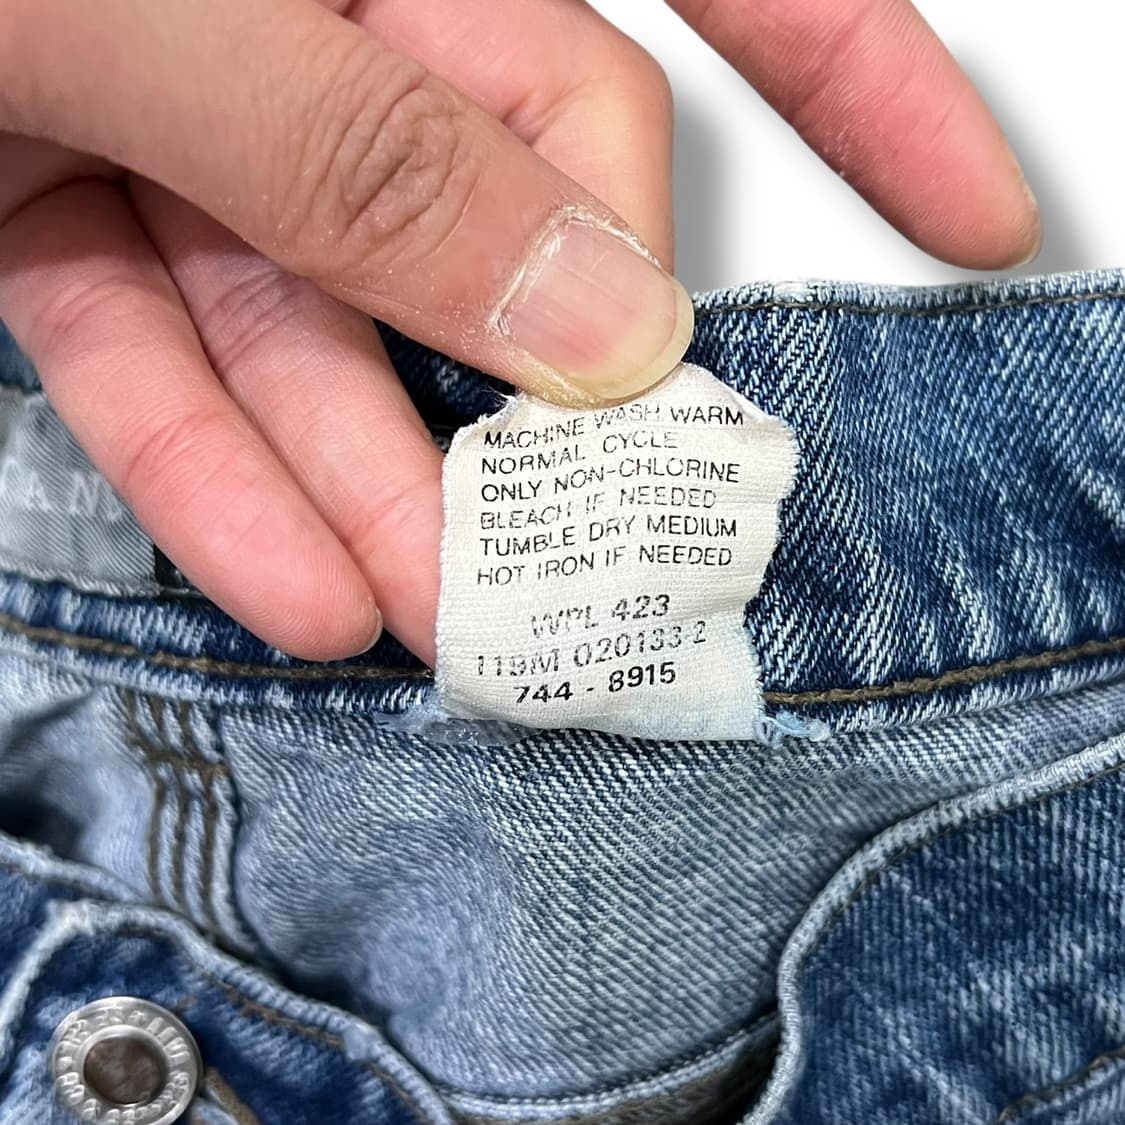 MACHINE WASH WARM
NORMAL CYCLE
ONLY NON-CHLORINE
BLEACH IF NEEDED
TUMBLE DRY MEDIUM
HOT IRON IF NEEDED
WPL 423
119M 020133-2
744 - 8915